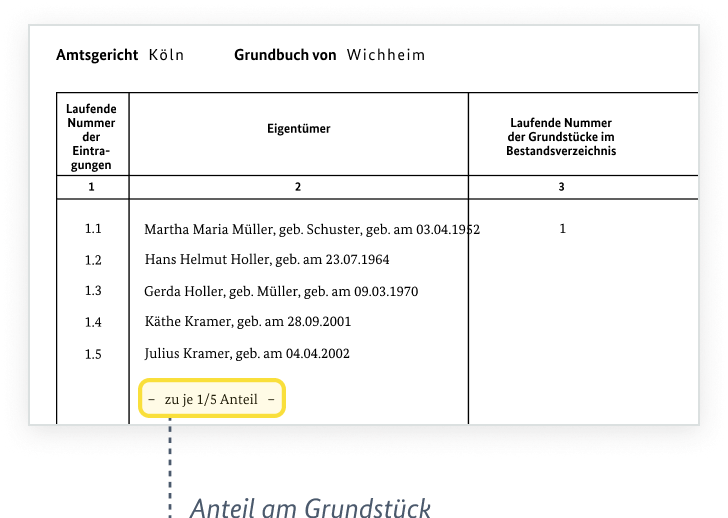 Amtsgericht Köln Grundbuch von Wichheim
Laufende
Nummer
der
Eintra-
gungen
Eigentümer
Laufende Nummer
der Grundstücke im
Bestandsverzeichnis
1 2 3
1.1 Martha Maria Müller, geb. Schuster, geb. am 03.04.1952 1
1.2 Hans Helmut Holler, geb. am 23.07.1964
1.3 Gerda Holler, geb. Müller, geb. am 09.03.1970
1.4 Käthe Kramer, geb. am 28.09.2001
1.5 Julius Kramer, geb. am 04.04.2002
– zu je 1/5 Anteil –
Anteil am Grundstück